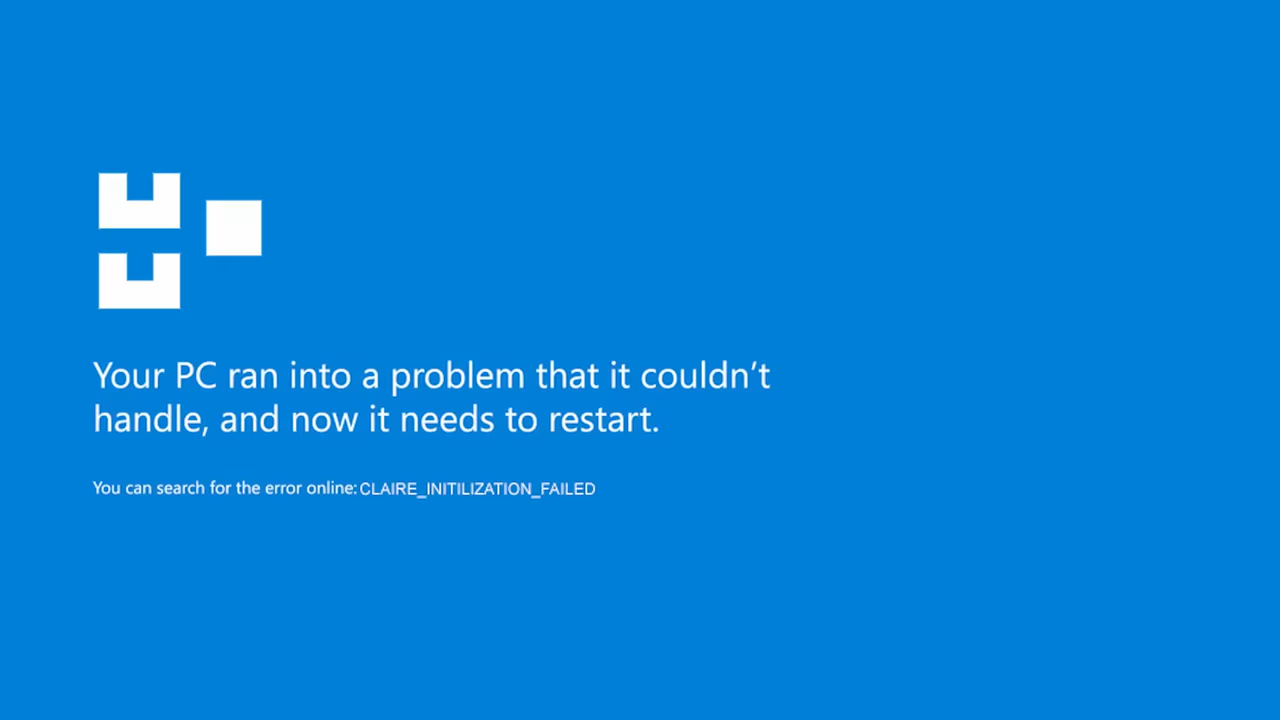 Your PC ran into a problem that it couldn’t
handle, and now it needs to restart.
You can search for the error online: CLAIRE_INITILIZATION_FAILED